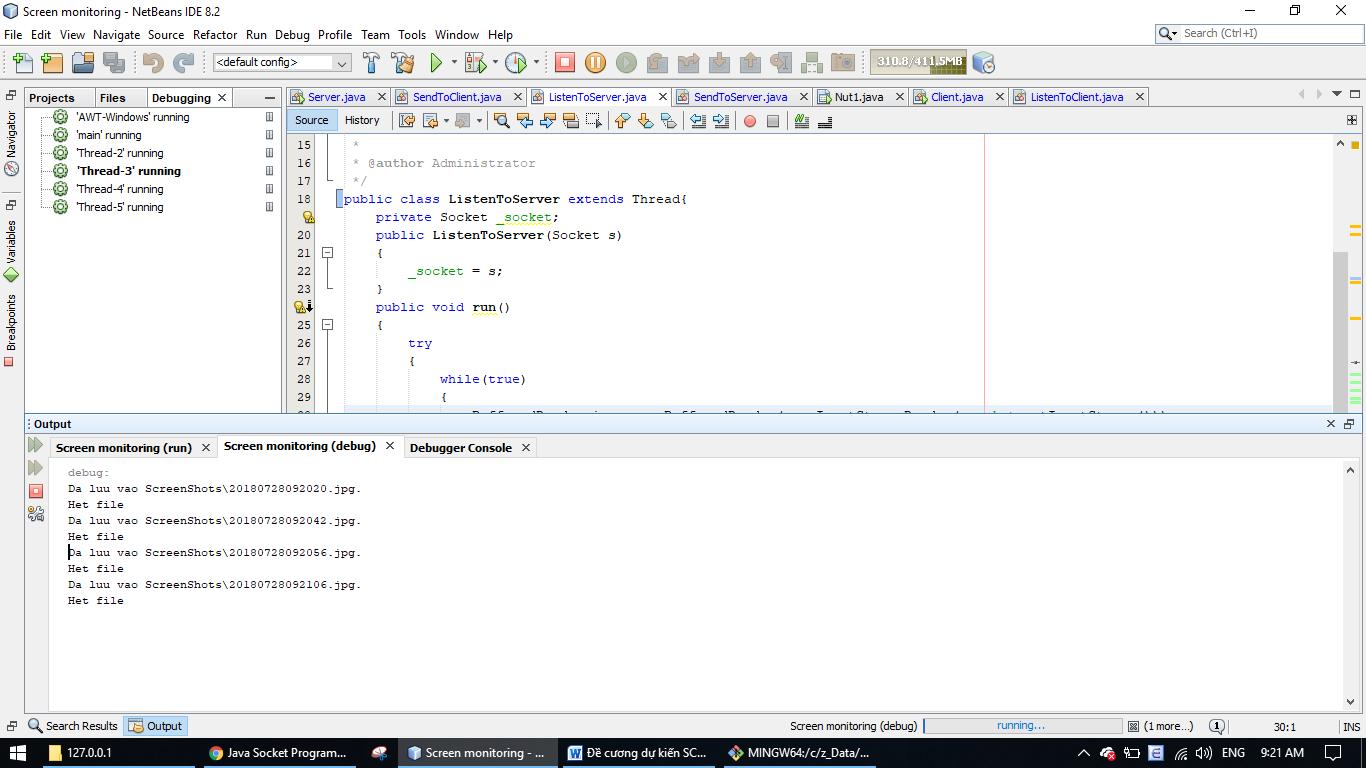 Screen monitoring - NetBeans IDE 8.2
File Edit View Navigate Source Refactor Run Debug Profile Team Tools Window Help
Search (Ctrl+I)
<default config>
310.8/411.5MB
Projects Files Debugging
Server.java SendToClient.java ListenToServer.java SendToServer.java Nut1.java Client.java ListenToClient.java
Navigator
Variables
Breakpoints
'AWT-Windows' running
'main' running
'Thread-2' running
'Thread-3' running
'Thread-4' running
'Thread-5' running
Source History
15 *
16 * @author Administrator
17 */
18 public class ListenToServer extends Thread{
private Socket _socket;
20 public ListenToServer(Socket s)
21 {
22 _socket = s;
23 }
public void run()
25 {
26 try
27 {
28 while(true)
29 {
Output
Screen monitoring (run) Screen monitoring (debug) Debugger Console
debug:
Da luu vao ScreenShots\20180728092020.jpg.
Het file
Da luu vao ScreenShots\20180728092042.jpg.
Het file
Da luu vao ScreenShots\20180728092056.jpg.
Het file
Da luu vao ScreenShots\20180728092106.jpg.
Het file
Search Results Output
Screen monitoring (debug) running... (1 more...) 1 30:1 INS
127.0.0.1 Java Socket Program... Screen monitoring - ... Đề cương dự kiến SC... MINGW64:/c/z_Data/... ENG 9:21 AM